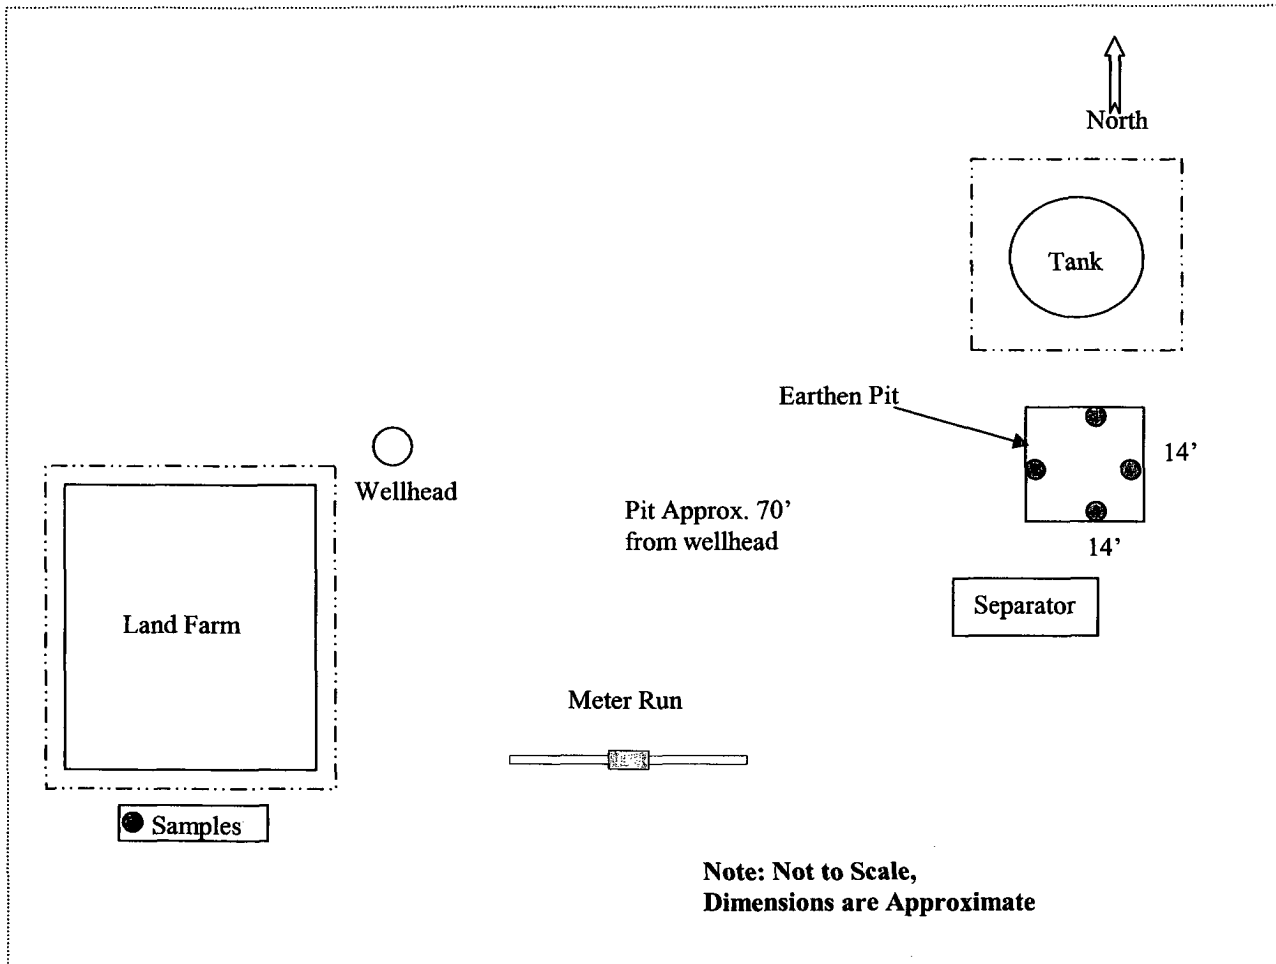 North
Tank
Earthen Pit
14’
Wellhead
Pit Approx. 70’
from wellhead
14’
Separator
Land Farm
Meter Run
Samples
Note: Not to Scale,
Dimensions are Approximate